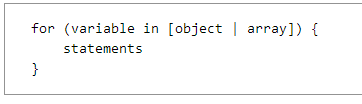 for (variable in [object | array]) {
    statements
}